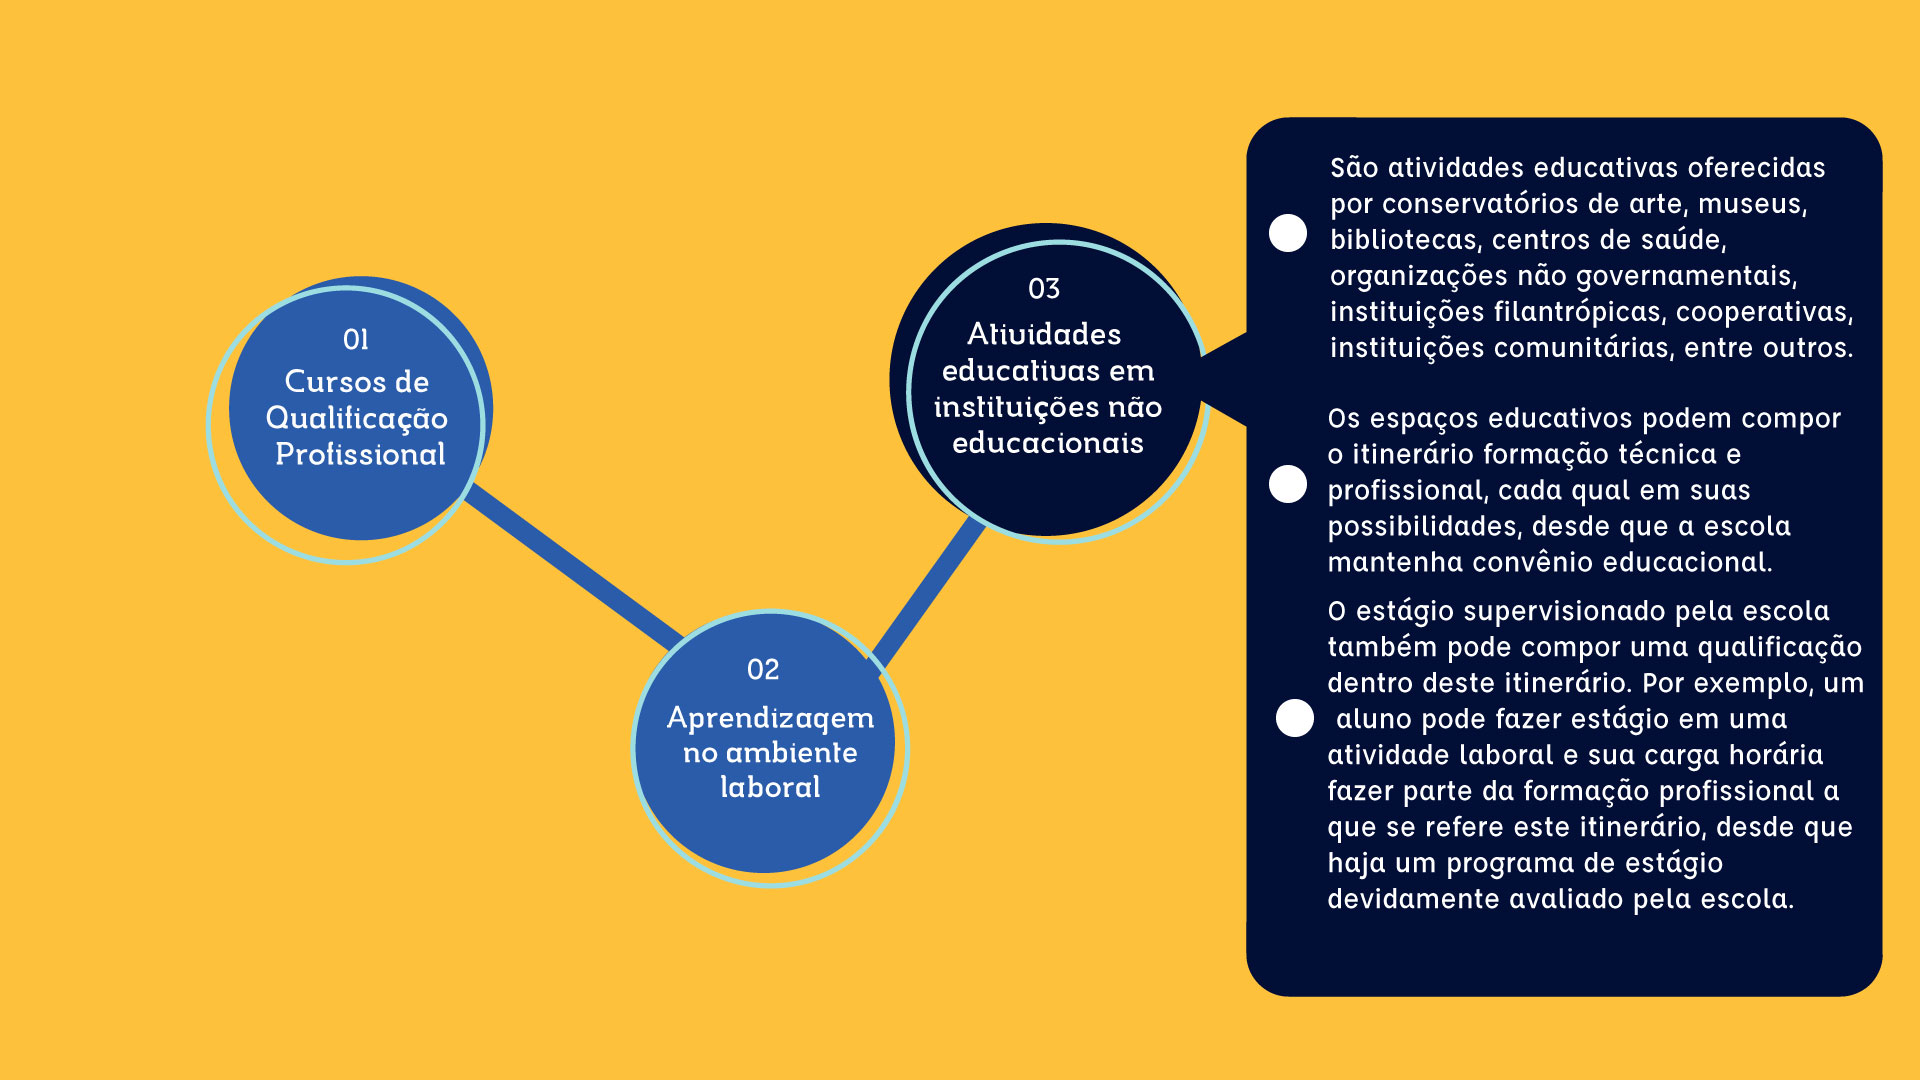 01
Cursos de
Qualificação
Profissional
02
Aprendizagem
no ambiente
laboral
03
Atividades
educativas em
instituições não
educacionais
São atividades educativas oferecidas
por conservatórios de arte, museus,
bibliotecas, centros de saúde,
organizações não governamentais,
instituições filantrópicas, cooperativas,
instituições comunitárias, entre outros.
Os espaços educativos podem compor
o itinerário formação técnica e
profissional, cada qual em suas
possibilidades, desde que a escola
mantenha convênio educacional.
O estágio supervisionado pela escola
também pode compor uma qualificação
dentro deste itinerário. Por exemplo, um
aluno pode fazer estágio em uma
atividade laboral e sua carga horária
fazer parte da formação profissional a
que se refere este itinerário, desde que
haja um programa de estágio
devidamente avaliado pela escola.